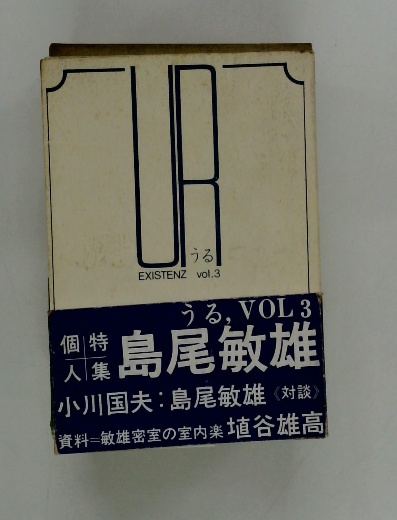 UR
うる
EXISTENZ vol.3
うる, VOL 3
個人特集 島尾敏雄
小川国夫:島尾敏雄《対談》
資料=敏雄密室の室内楽 埴谷雄高